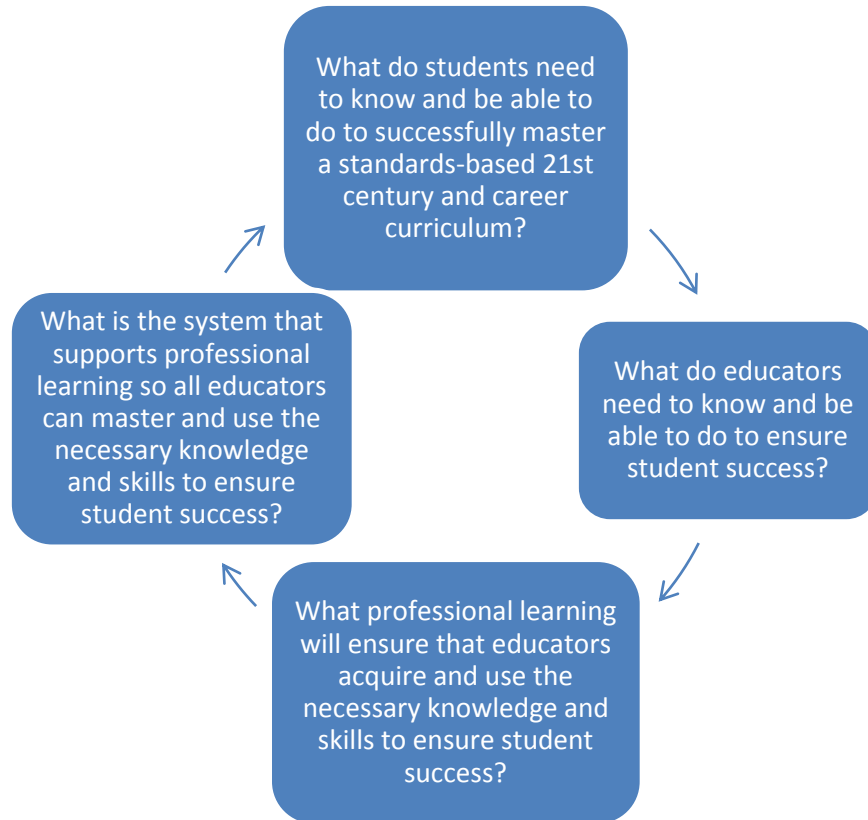 What do students need
to know and be able to
do to successfully master
a standards-based 21st
century and career
curriculum?
What do educators
need to know and be
able to do to ensure
student success?
What professional learning
will ensure that educators
acquire and use the
necessary knowledge and
skills to ensure student
success?
What is the system that
supports professional
learning so all educators
can master and use the
necessary knowledge
and skills to ensure
student success?